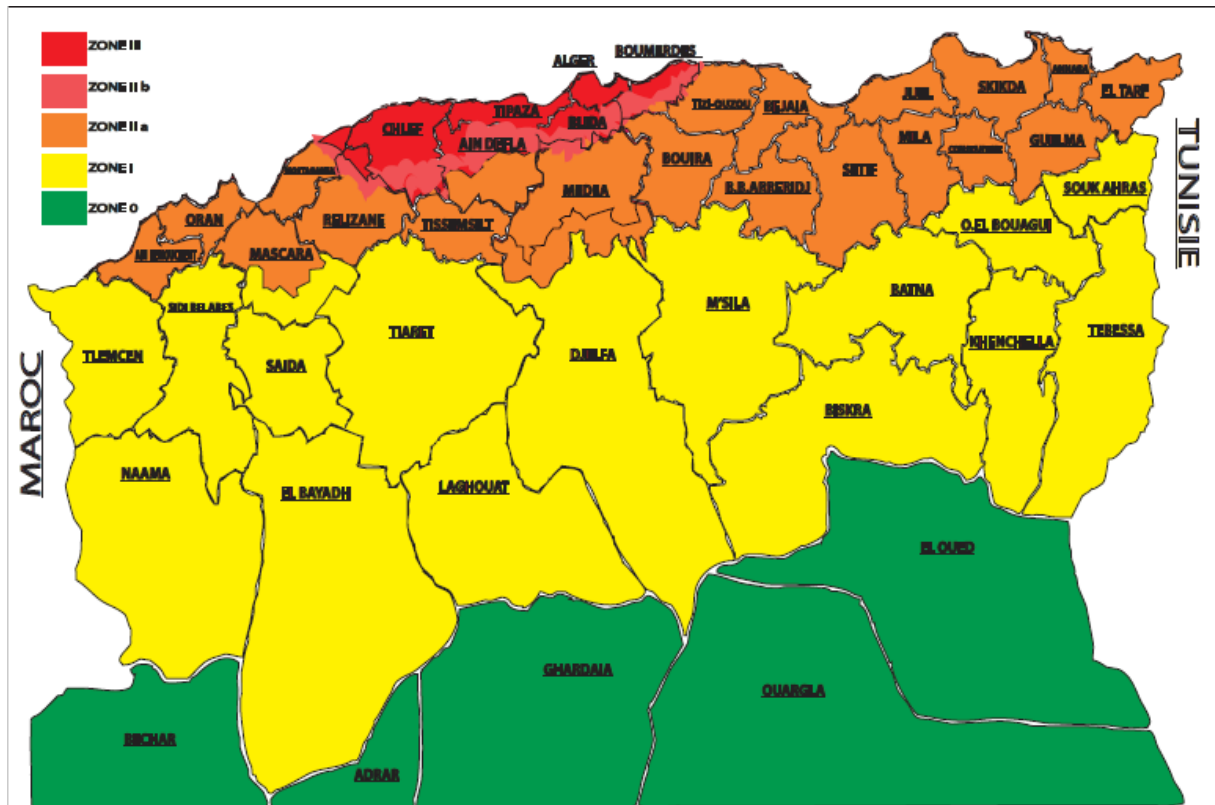 ZONE III
ZONE II b
ZONE II a
ZONE I
ZONE 0
ALGER
BOUMERDES
TIPAZA
CHLEF
BLIDA
AIN DEFLA
TIZI-OUZOU
BEJAIA
JIJEL
SKIKDA
ANNABA
EL TARF
MILA
GUELMA
BOUIRA
SETIF
B.B.ARRERIDJ
MEDEA
ORAN
RELIZANE
TISSEMSILT
MASCARA
SOUK AHRAS
O.EL BOUAGUI
SIDI BELABES
TLEMCEN
SAIDA
TIARET
DJELFA
M'SILA
BATNA
KHENCHELLA
TEBESSA
BISKRA
NAAMA
EL BAYADH
LAGHOUAT
EL OUED
GHARDAIA
OUARGLA
BECHAR
ADRAR
MAROC
TUNISIE